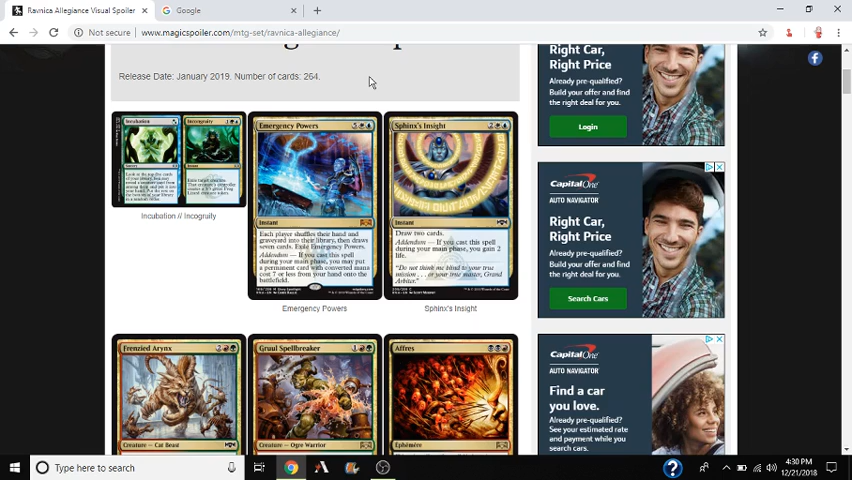 Ravnica Allegiance Visual Spoiler
Google
Not secure
www.magicspoiler.com/mtg-set/ravnica-allegiance/
Release Date: January 2019. Number of cards: 264.
Incubation
Incongruity
Incubation // Incogruity
Emergency Powers
Instant
Each player shuffles their hand and
graveyard into their library, then draws
seven cards. Exile Emergency Powers.
Addendum — If you cast this spell
during your main phase, you may put
a permanent card with converted mana
cost 7 or less from your hand onto the
battlefield.
Emergency Powers
Sphinx's Insight
Instant
Draw two cards.
Addendum — If you cast this spell
during your main phase, you gain 2
life.
"Do not think me blind to your true
mission . . . or your true master, Grand
Arbiter."
Sphinx's Insight
Frenzied Arynx
Creature — Cat Beast
Gruul Spellbreaker
Creature — Ogre Warrior
Affres
Éphémère
Right Car,
Right Price
Already pre-qualified?
Build your offer and
find the right deal for you.
Login
Capital One
AUTO NAVIGATOR
Right Car,
Right Price
Already pre-qualified?
Build your offer and
find the right deal for you.
Search Cars
Capital One
AUTO NAVIGATOR
Find a car
you love.
Already pre-qualified?
See your estimated
rate and payment while you
search cars.
Type here to search
4:30 PM
12/21/2018